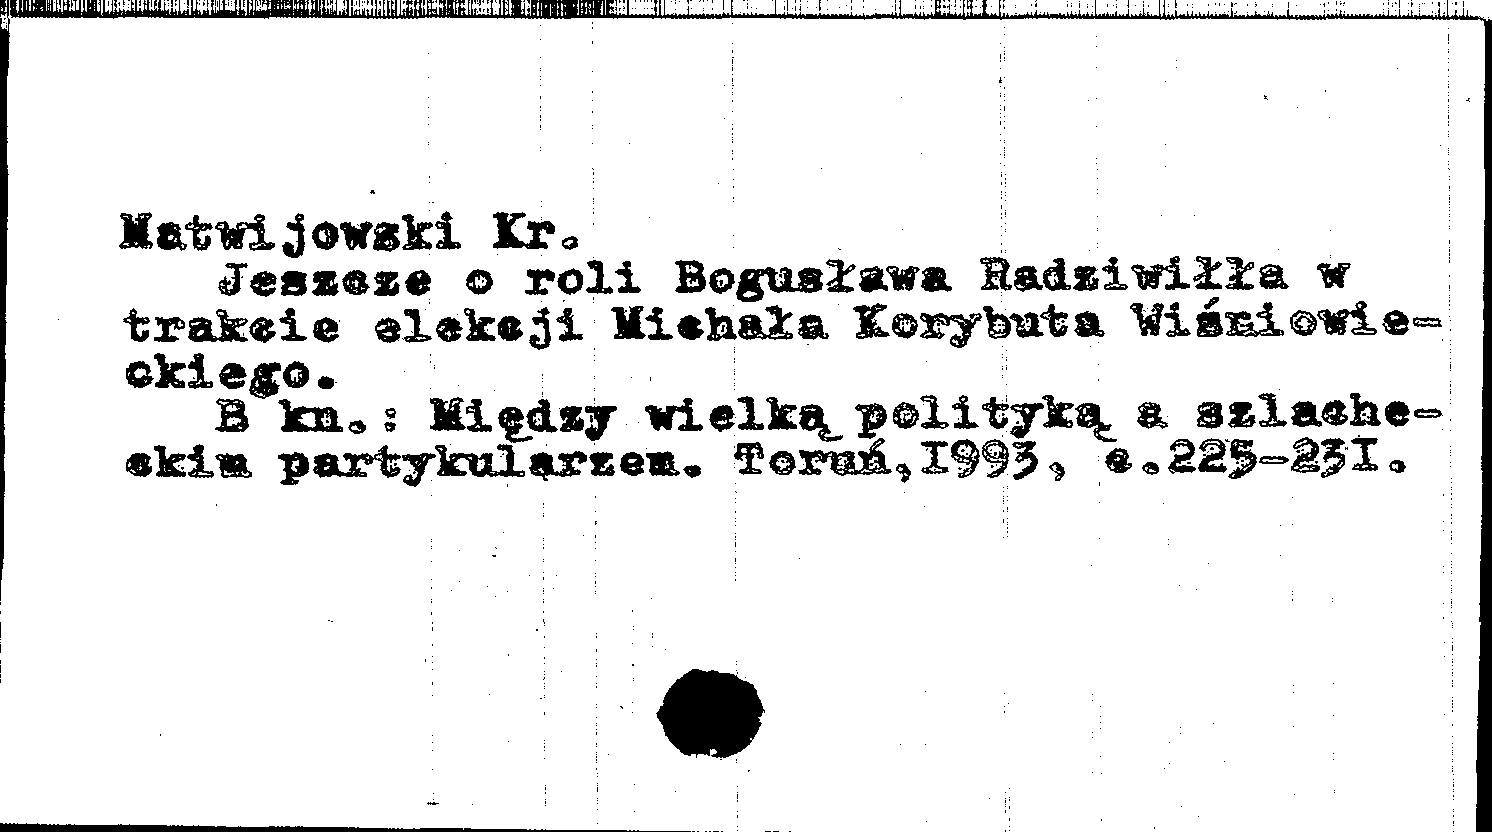 Matwijowski Kr.
Jeszcze o roli Bogusława Radziwiłła w
trakcie elekcji Michała Korybuta Wiśniowie-
ckiego.
B kn.: Między wielką polityką a szlache-
ckim partykularzem. Toruń,I993, c.225-23I.